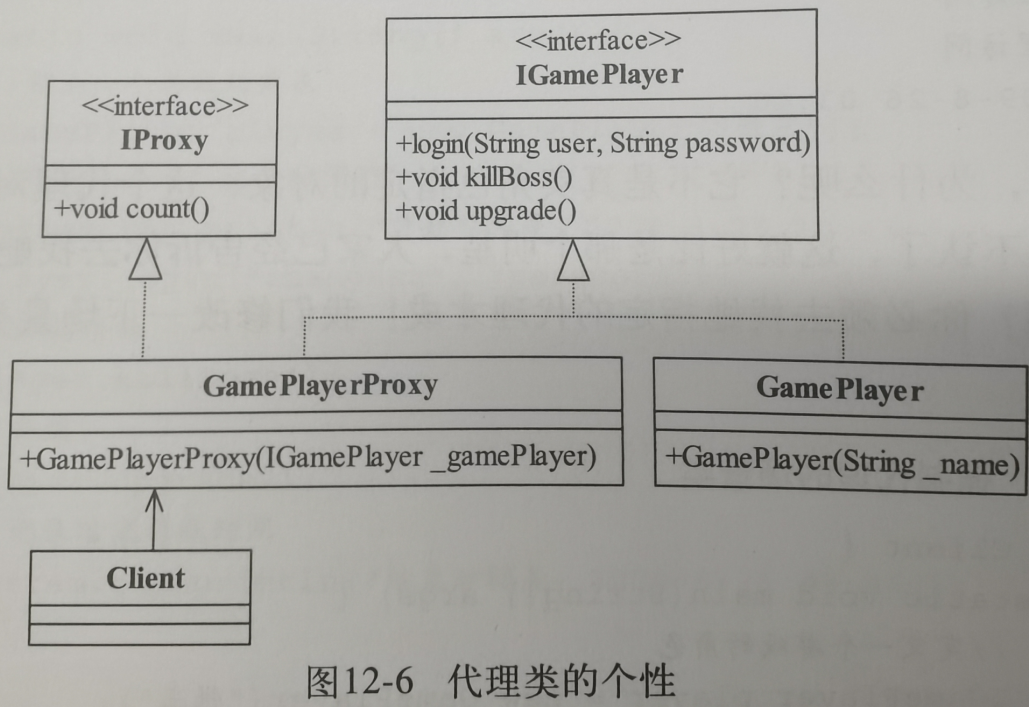 <<interface>>
IProxy
+void count()
<<interface>>
IGamePlayer
+login(String user, String password)
+void killBoss()
+void upgrade()
GamePlayerProxy
+GamePlayerProxy(IGamePlayer _gamePlayer)
GamePlayer
+GamePlayer(String _name)
Client
图12-6 代理类的个性